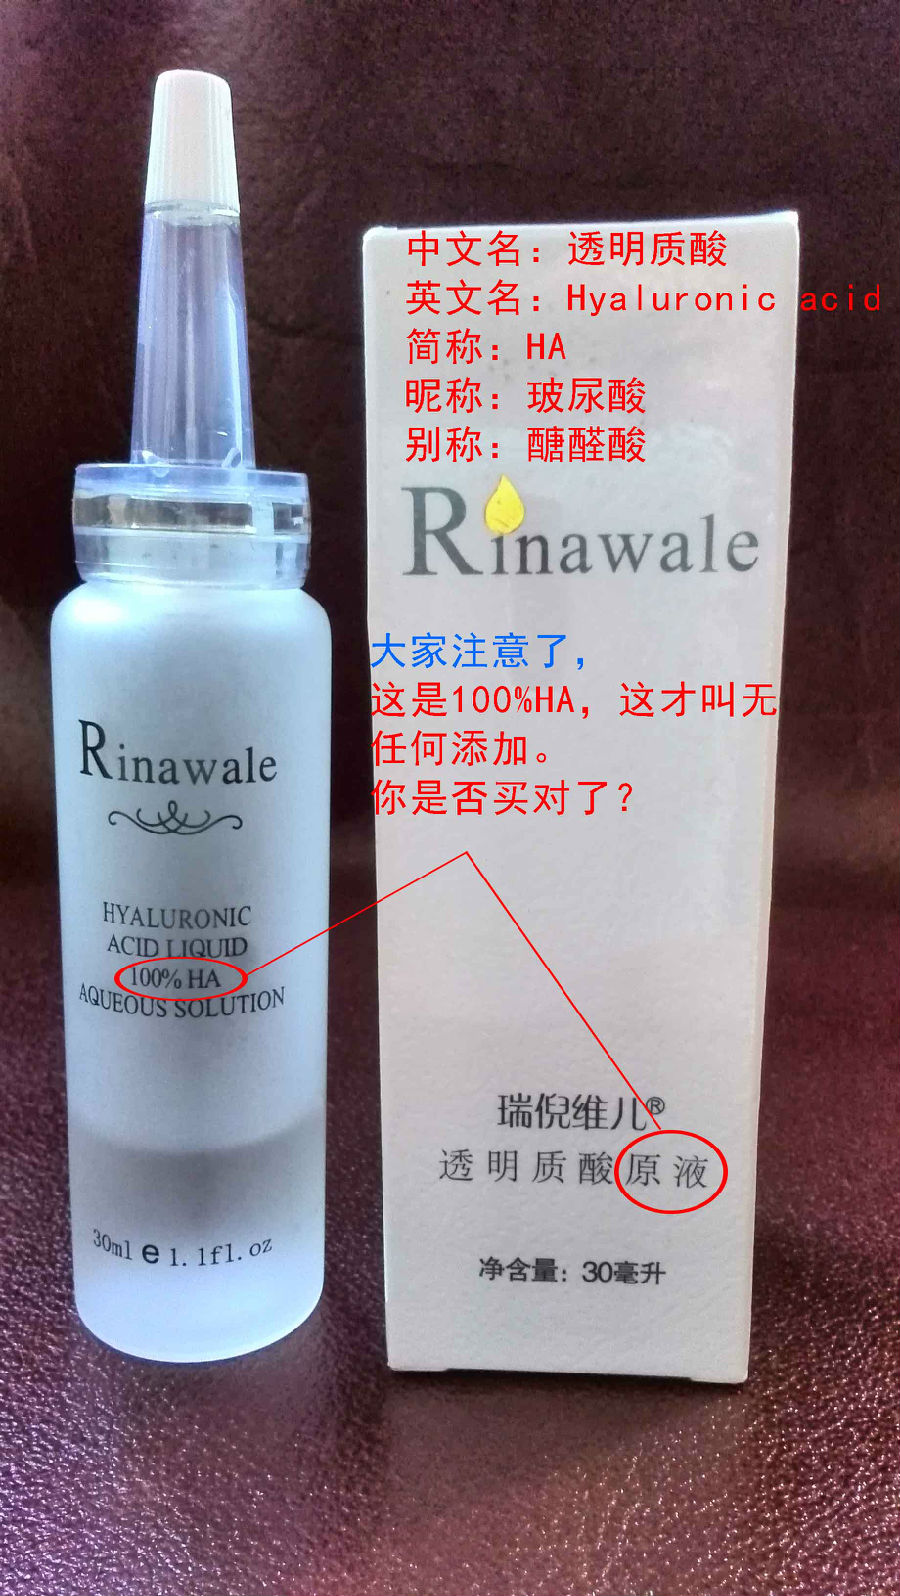 中文名：透明质酸
英文名：Hyaluronic acid
简称：HA
昵称：玻尿酸
别称：醣醛酸
Rinawale
大家注意了，
这是100%HA，这才叫无
任何添加。
你是否买对了？
瑞倪维儿®
透明质酸原液
净含量：30毫升
Rinawale
HYALURONIC
ACID LIQUID
100% HA
AQUEOUS SOLUTION
30ml e 1.1fl.oz